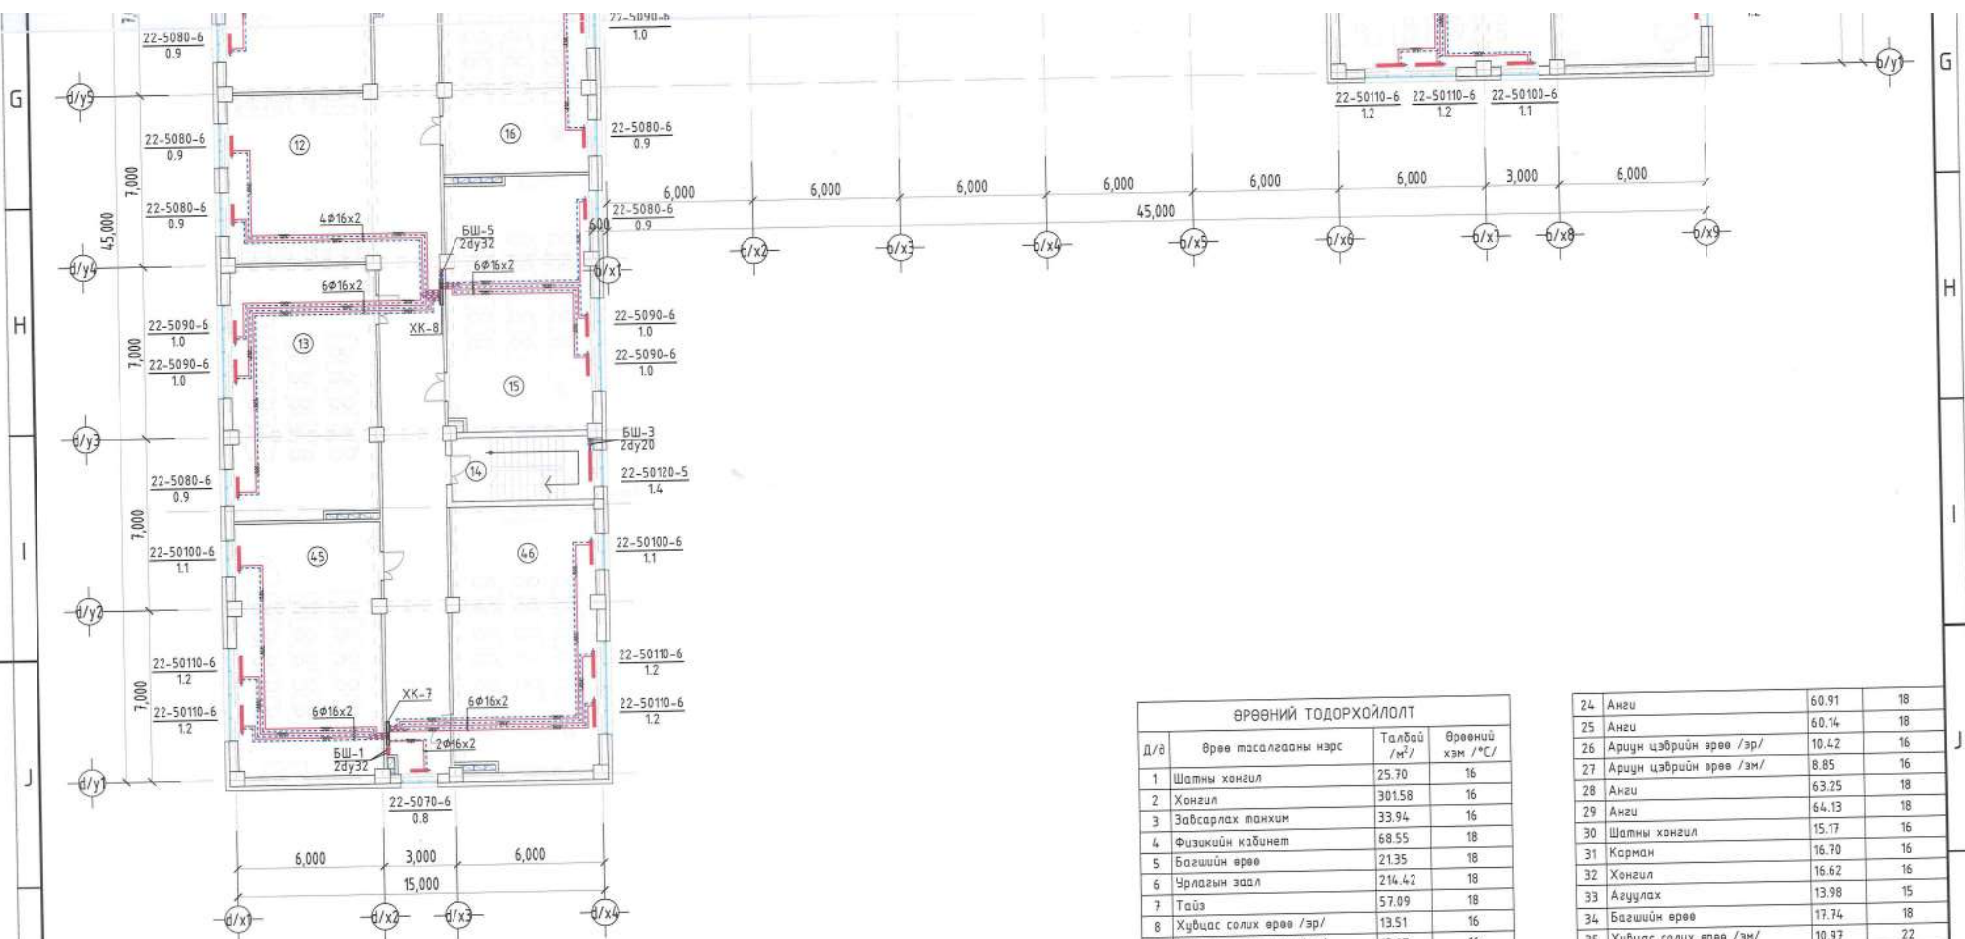 22-5080-6
0.9
22-5090-6
1.0
22-50110-6
1.2
22-50110-6
1.2
22-50100-6
1.1
1.2
G
G
d/y5
b/y1
22-5080-6
0.9
12
16
22-5080-6
0.9
7,000
45,000
22-5080-6
0.9
4Ф16x2
БШ-5
2dy32
22-5080-6
0.9
600
6,000
6,000
6,000
6,000
6,000
6,000
3,000
6,000
45,000
b/x1
b/x2
b/x3
b/x4
b/x5
b/x6
b/x7
b/x8
b/x9
d/y4
6Ф16x2
6Ф16x2
H
H
22-5090-6
1.0
7,000
13
ХК-8
22-5090-6
1.0
22-5090-6
1.0
15
22-5090-6
1.0
d/y3
БШ-3
2dy20
14
22-50120-5
1.4
22-5080-6
0.9
7,000
I
I
22-50100-6
1.1
45
46
22-50100-6
1.1
d/y2
22-50110-6
1.2
22-50110-6
1.2
7,000
22-50110-6
1.2
6Ф16x2
ХК-7
6Ф16x2
22-50110-6
1.2
БШ-1
2dy32
2Ф16x2
J
J
d/y1
22-5070-6
0.8
6,000
3,000
6,000
15,000
d/x1
d/x2
d/x3
d/x4
ӨРӨӨНИЙ ТОДОРХОЙЛОЛТ
Д/д Өрөө тасалгааны нэрс Талбай /м²/ Өрөөний хэм /°C/
1 Шатны хонгил 25.70 16
2 Хонгил 301.58 16
3 Завсарлах танхим 33.94 16
4 Физикийн кабинет 68.55 18
5 Багшийн өрөө 21.35 18
6 Урлагын заал 214.42 18
7 Тайз 57.09 18
8 Хувцас солих өрөө /эр/ 13.51 16
24 Анги 60.91 18
25 Анги 60.14 18
26 Ариун цэврийн өрөө /эр/ 10.42 16
27 Ариун цэврийн өрөө /эм/ 8.85 16
28 Анги 63.25 18
29 Анги 64.13 18
30 Шатны хонгил 15.17 16
31 Карман 16.70 16
32 Хонгил 16.62 16
33 Агуулах 13.98 15
34 Багшийн өрөө 17.74 18
35 Хувцас солих өрөө /эм/ 10.97 22